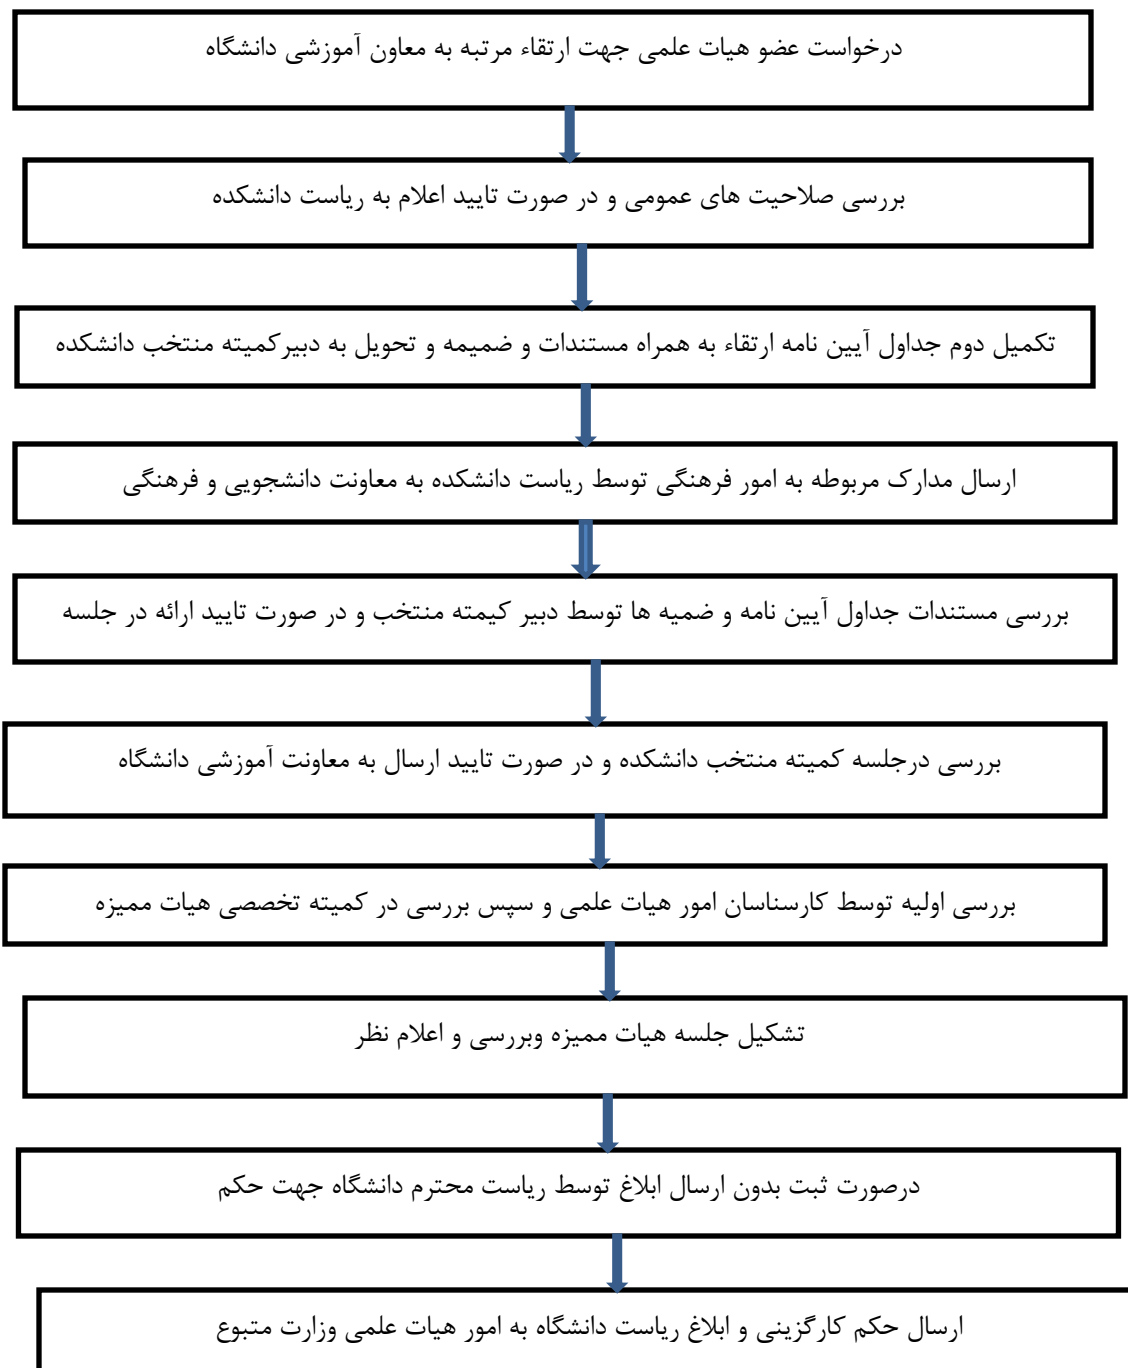 درخواست عضو هیات علمی جهت ارتقاء مرتبه به معاون آموزشی دانشگاه
بررسی صلاحیت های عمومی و در صورت تایید اعلام به ریاست دانشکده
تکمیل دوم جداول آیین نامه ارتقاء به همراه مستندات و ضمیمه و تحویل به دبیرکمیته منتخب دانشکده
ارسال مدارک مربوطه به امور فرهنگی توسط ریاست دانشکده به معاونت دانشجویی و فرهنگی
بررسی مستندات جداول آیین نامه و ضمیه ها توسط دبیر کیمته منتخب و در صورت تایید ارائه در جلسه
بررسی درجلسه کمیته منتخب دانشکده و در صورت تایید ارسال به معاونت آموزشی دانشگاه
بررسی اولیه توسط کارسناسان امور هیات علمی و سپس بررسی در کمیته تخصصی هیات ممیزه
تشکیل جلسه هیات ممیزه وبررسی و اعلام نظر
درصورت ثبت بدون ارسال ابلاغ توسط ریاست محترم دانشگاه جهت حکم
ارسال حکم کارگزینی و ابلاغ ریاست دانشگاه به امور هیات علمی وزارت متبوع